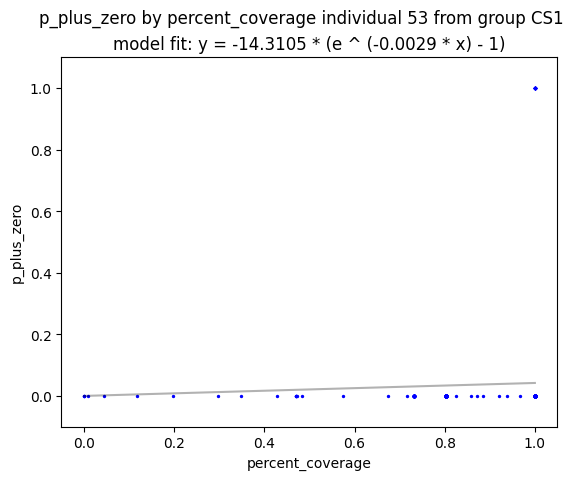 p_plus_zero by percent_coverage individual 53 from group CS1
model fit: y = -14.3105 * (e ^ (-0.0029 * x) - 1)
1.0
0.8
0.6
0.4
0.2
0.0
p_plus_zero
0.0 0.2 0.4 0.6 0.8 1.0
percent_coverage